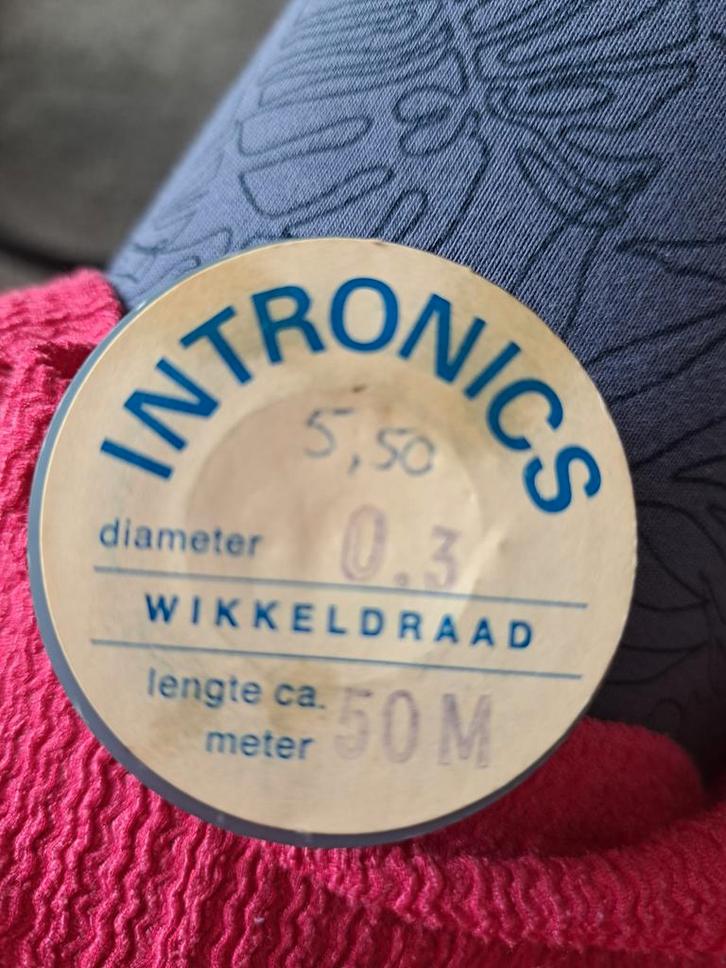 INTRONICS
5,50
diameter 0.3
WIKKELDRAAD
lengte ca. 50 M
meter